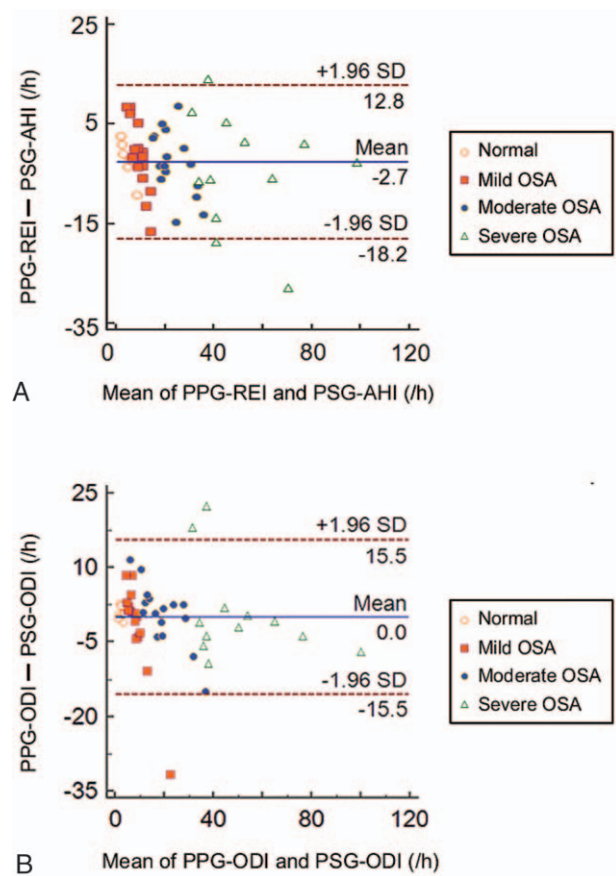 25
5
-15
-35
PPG-REI — PSG-AHI (/h)
+1.96 SD
12.8
Mean
-2.7
-1.96 SD
-18.2
0
40
80
120
Mean of PPG-REI and PSG-AHI (/h)
Normal
Mild OSA
Moderate OSA
Severe OSA
A
25
10
-5
-20
-35
PPG-ODI — PSG-ODI (/h)
+1.96 SD
15.5
Mean
0.0
-1.96 SD
-15.5
0
40
80
120
Mean of PPG-ODI and PSG-ODI (/h)
Normal
Mild OSA
Moderate OSA
Severe OSA
B